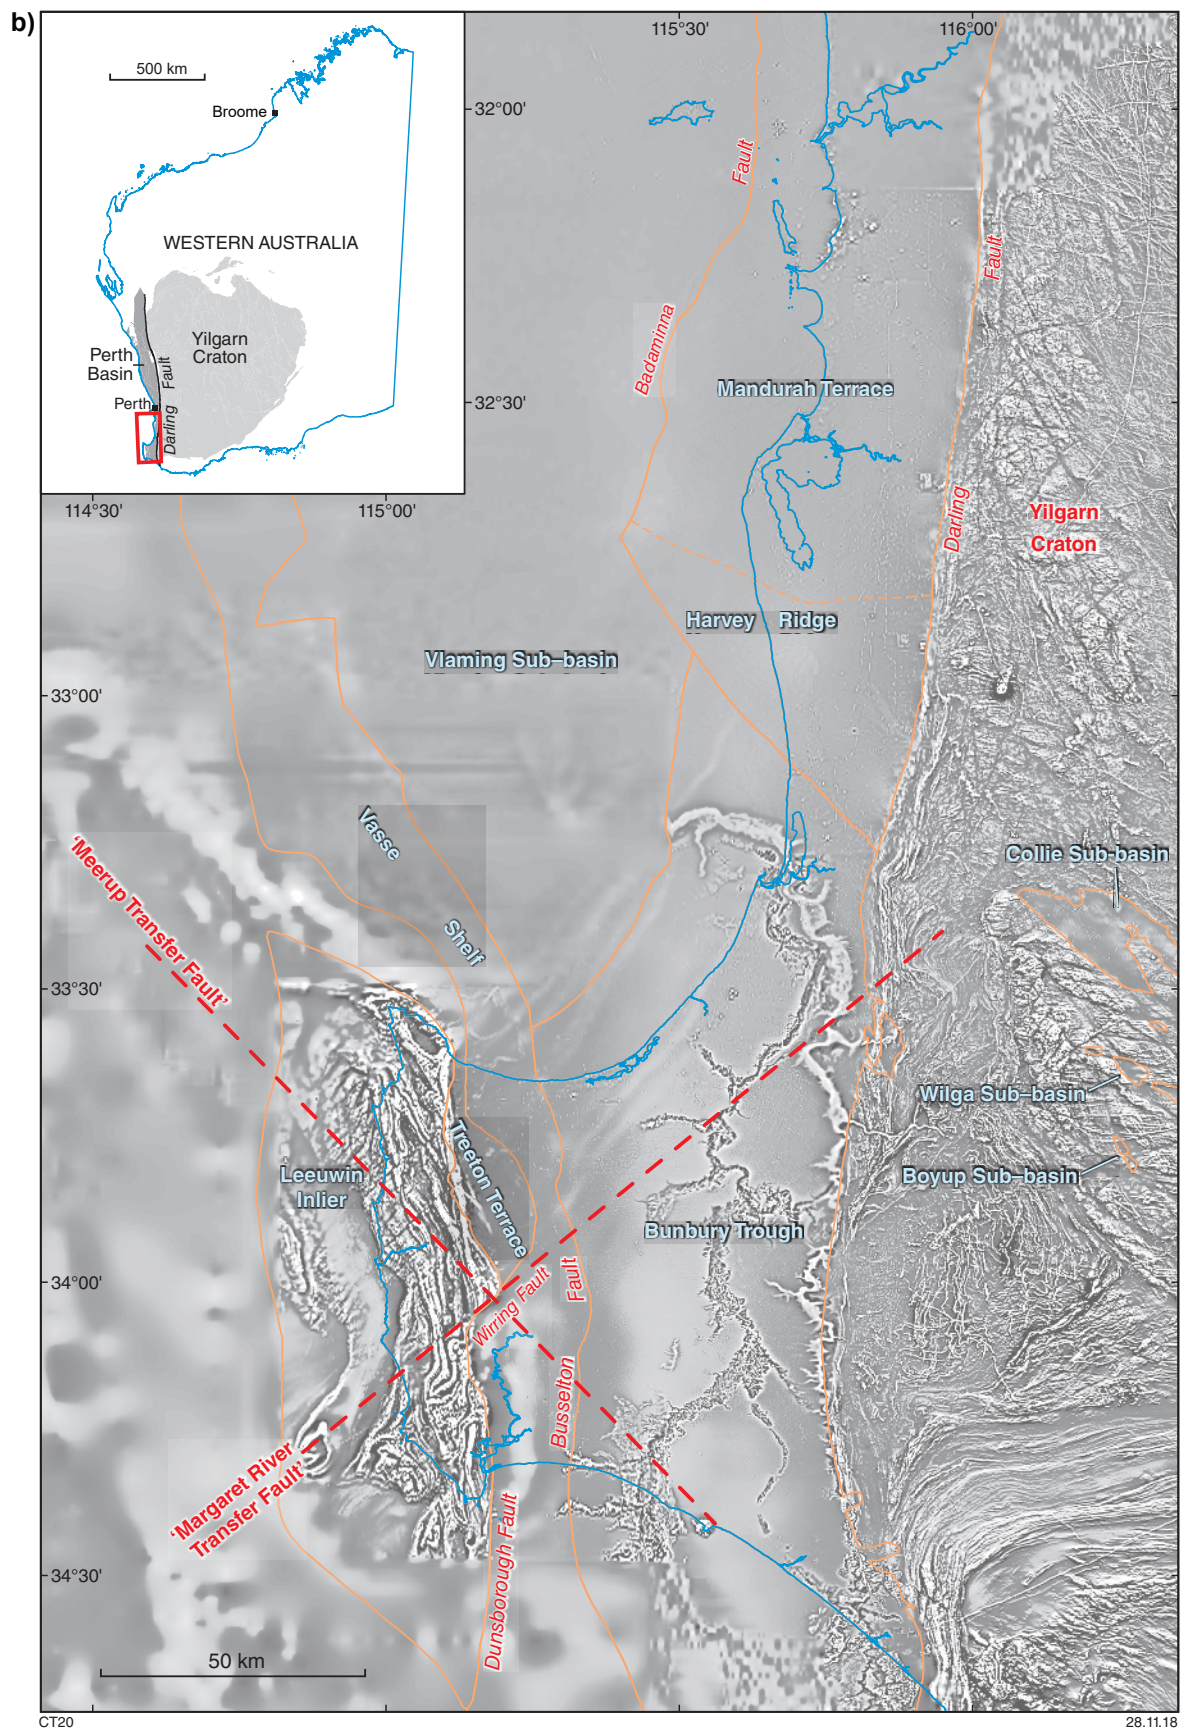 b)
500 km
Broome
WESTERN AUSTRALIA
Yilgarn
Craton
Perth
Basin
Perth
Darling Fault
115°30'
116°00'
32°00'
32°30'
114°30'
115°00'
33°00'
33°30'
34°00'
34°30'
Fault
Badaminna
Fault
Darling
Mandurah Terrace
Yilgarn
Craton
Harvey Ridge
Vlaming Sub–basin
Vasse
Shelf
'Meerup Transfer Fault'
Collie Sub-basin
Wilga Sub–basin
Boyup Sub–basin
Treeton Terrace
Leeuwin
Inlier
Bunbury Trough
Wirring Fault
Fault
Busselton
'Margaret River
Transfer Fault'
Dunsborough Fault
50 km
CT20
28.11.18